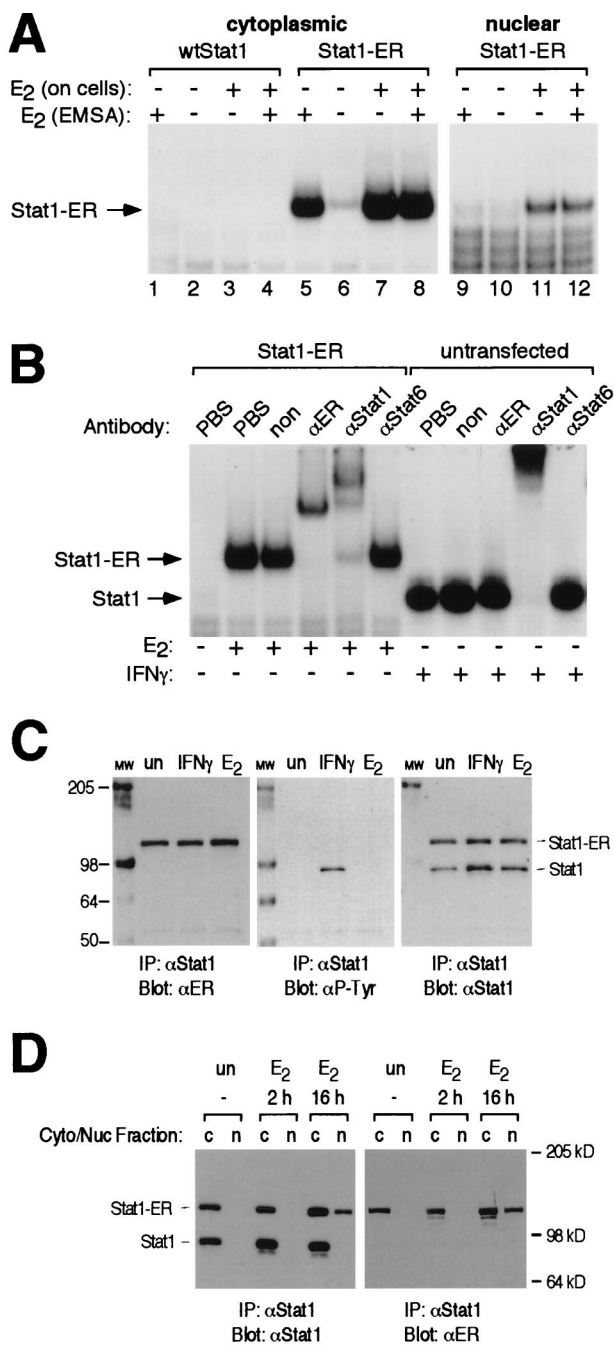 A
cytoplasmic nuclear
wtStat1 Stat1-ER Stat1-ER
E2 (on cells): - - + + - - + + - - + +
E2 (EMSA): + - - + + - - + + - - +
Stat1-ER
1 2 3 4 5 6 7 8 9 10 11 12
B
Stat1-ER untransfected
Antibody: PBS PBS non αER αStat1 αStat6 PBS non αER αStat1 αStat6
Stat1-ER
Stat1
E2: - + + + + + - - - - -
IFNγ: - - - - - - + + + + +
C
MW un IFNγ E2 MW un IFNγ E2 MW un IFNγ E2
205
98
64
50
Stat1-ER
Stat1
IP: αStat1 IP: αStat1 IP: αStat1
Blot: αER Blot: αP-Tyr Blot: αStat1
D
un E2 E2 un E2 E2
- 2 h 16 h - 2 h 16 h
Cyto/Nuc Fraction: c n c n c n c n c n c n
205 kD
Stat1-ER
98 kD
Stat1
64 kD
IP: αStat1 IP: αStat1
Blot: αStat1 Blot: αER